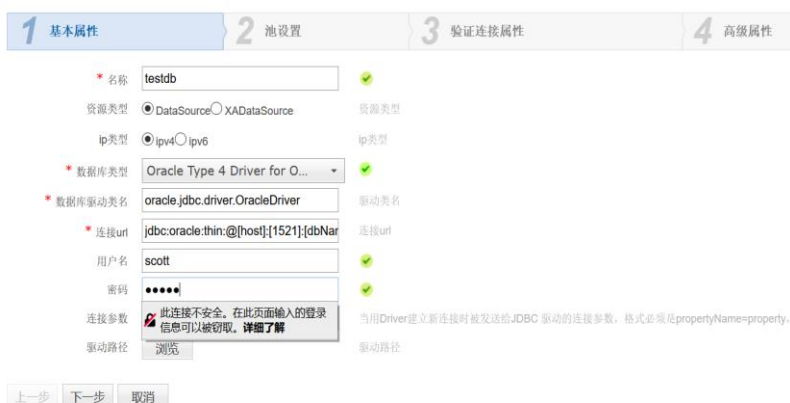 1 基本属性 2 池设置 3 验证连接属性 4 高级属性
* 名称 testdb
资源类型 DataSource XADataSource 资源类型
ip类型 ipv4 ipv6 ip类型
* 数据库类型 Oracle Type 4 Driver for O...
* 数据库驱动类名 oracle.jdbc.driver.OracleDriver 驱动类名
* 连接url jdbc:oracle:thin:@[host]:[1521]:[dbNar 连接url
用户名 scott
密码 •••••
连接参数 此连接不安全。在此页面输入的登录 当用Driver建立新连接时被发送给JDBC 驱动的连接参数，格式必须是propertyName=property,
信息可以被窃取。详细了解
驱动路径 浏览 驱动路径
上一步 下一步 取消